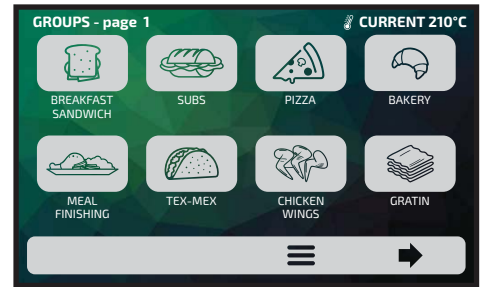 GROUPS - page 1
CURRENT 210°C
BREAKFAST
SANDWICH
SUBS
PIZZA
BAKERY
MEAL
FINISHING
TEX-MEX
CHICKEN
WINGS
GRATIN